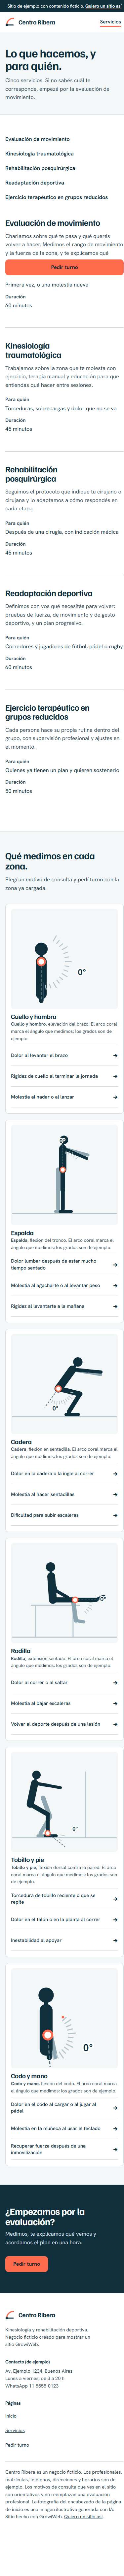 Sitio de ejemplo con contenido ficticio. Quiero un sitio así
Centro Ribera
Servicios
Lo que hacemos, y
para quién.
Cinco servicios. Si no sabés cuál te
corresponde, empezá por la evaluación de
movimiento.
Evaluación de movimiento
Kinesiología traumatológica
Rehabilitación posquirúrgica
Readaptación deportiva
Ejercicio terapéutico en grupos reducidos
Evaluación de movimiento
Charlamos sobre qué te pasa y qué querés
volver a hacer. Medimos el rango de movimiento
y la fuerza de la zona, y te explicamos qué
Pedir turno
Primera vez, o una molestia nueva
Duración
60 minutos
Kinesiología
traumatológica
Trabajamos sobre la zona que te molesta con
ejercicio, terapia manual y educación para que
entiendas qué hacer entre sesiones.
Para quién
Torceduras, sobrecargas y dolor que no se va
Duración
45 minutos
Rehabilitación
posquirúrgica
Seguimos el protocolo que indique tu cirujano o
cirujana y lo adaptamos a cómo respondés en
cada etapa.
Para quién
Después de una cirugía, con indicación médica
Duración
45 minutos
Readaptación deportiva
Definimos con vos qué necesitás para volver:
pruebas de fuerza, de movimiento y de gesto
deportivo, y un plan progresivo.
Para quién
Corredores y jugadores de fútbol, pádel o rugby
Duración
60 minutos
Ejercicio terapéutico en
grupos reducidos
Cada persona hace su propia rutina dentro del
grupo, con supervisión profesional y ajustes en
el momento.
Para quién
Quienes ya tienen un plan y quieren sostenerlo
Duración
50 minutos
Qué medimos en cada
zona.
Elegí un motivo de consulta y pedí turno con la
zona ya cargada.
0°
Cuello y hombro
Cuello y hombro, elevación del brazo. El arco coral
marca el ángulo que medimos; los grados son de
ejemplo.
Dolor al levantar el brazo
Rigidez de cuello al terminar la jornada
Molestia al nadar o al lanzar
Espalda
Espalda, flexión del tronco. El arco coral marca el
ángulo que medimos; los grados son de ejemplo.
Dolor lumbar después de estar mucho
tiempo sentado
Molestia al agacharte o al levantar peso
Rigidez al levantarte a la mañana
0°
Cadera
Cadera, flexión en sentadilla. El arco coral marca el
ángulo que medimos; los grados son de ejemplo.
Dolor en la cadera o la ingle al correr
Molestia al hacer sentadillas
Dificultad para subir escaleras
0°
Rodilla
Rodilla, extensión sentado. El arco coral marca el
ángulo que medimos; los grados son de ejemplo.
Dolor al correr o al saltar
Molestia al bajar escaleras
Volver al deporte después de una lesión
0°
Tobillo y pie
Tobillo y pie, flexión dorsal contra la pared. El arco
coral marca el ángulo que medimos; los grados son
de ejemplo.
Torcedura de tobillo reciente o que se
repite
Dolor en el talón o en la planta al correr
Inestabilidad al apoyar
0°
Codo y mano
Codo y mano, flexión del codo. El arco coral marca
el ángulo que medimos; los grados son de ejemplo.
Dolor en el codo al cargar o al jugar al
pádel
Molestia en la muñeca al usar el teclado
Recuperar fuerza después de una
inmovilización
¿Empezamos por la
evaluación?
Medimos, te explicamos qué vemos y
acordamos el plan en una hora.
Pedir turno
Centro Ribera
Kinesiología y rehabilitación deportiva.
Negocio ficticio creado para mostrar un
sitio GrowWeb.
Contacto (de ejemplo)
Av. Ejemplo 1234, Buenos Aires
Lunes a viernes, de 8 a 20 h
WhatsApp 11 5555-0123
Páginas
Inicio
Servicios
Pedir turno
Centro Ribera es un negocio ficticio. Los profesionales,
matrículas, teléfonos, direcciones y horarios son de
ejemplo. Los motivos de consulta que ves en el sitio
son orientativos y no reemplazan una evaluación
profesional. La fotografía del encabezado de la página
de inicio es una imagen ilustrativa generada con IA.
Sitio hecho con GrowWeb. Quiero un sitio así.